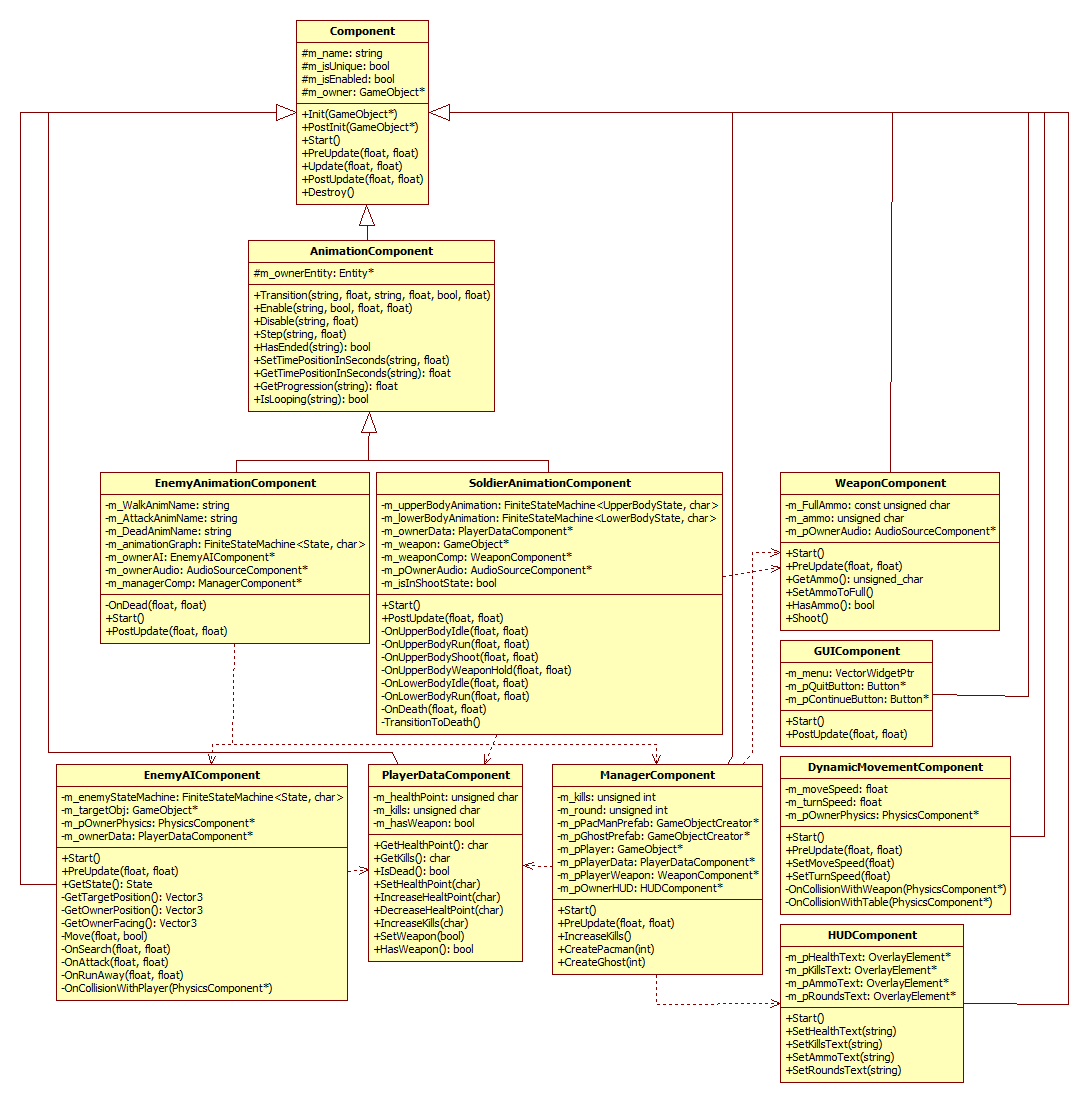 Component
#m_name: string
#m_isUnique: bool
#m_isEnabled: bool
#m_owner: GameObject*
+Init(GameObject*)
+PostInit(GameObject*)
+Start()
+PreUpdate(float, float)
+Update(float, float)
+PostUpdate(float, float)
+Destroy()
AnimationComponent
#m_ownerEntity: Entity*
+Transition(string, float, string, float, bool, float)
+Enable(string, bool, float, float)
+Disable(string, float)
+Step(string, float)
+HasEnded(string): bool
+SetTimePositionInSeconds(string, float)
+GetTimePositionInSeconds(string): float
+GetProgression(string): float
+IsLooping(string): bool
EnemyAnimationComponent
-m_WalkAnimName: string
-m_AttackAnimName: string
-m_DeadAnimName: string
-m_animationGraph: FiniteStateMachine<State, char>
-m_ownerAI: EnemyAIComponent*
-m_ownerAudio: AudioSourceComponent*
-m_managerComp: ManagerComponent*
-OnDead(float, float)
+Start()
+PostUpdate(float, float)
SoldierAnimationComponent
-m_upperBodyAnimation: FiniteStateMachine<UpperBodyState, char>
-m_lowerBodyAnimation: FiniteStateMachine<LowerBodyState, char>
-m_ownerData: PlayerDataComponent*
-m_weapon: GameObject*
-m_weaponComp: WeaponComponent*
-m_pOwnerAudio: AudioSourceComponent*
-m_isInShootState: bool
+Start()
+PostUpdate(float, float)
-OnUpperBodyIdle(float, float)
-OnUpperBodyRun(float, float)
-OnUpperBodyShoot(float, float)
-OnUpperBodyWeaponHold(float, float)
-OnLowerBodyIdle(float, float)
-OnLowerBodyRun(float, float)
-OnDeath(float, float)
-TransitionToDeath()
WeaponComponent
-m_FullAmmo: const unsigned char
-m_ammo: unsigned char
-m_pOwnerAudio: AudioSourceComponent*
+Start()
+PreUpdate(float, float)
+GetAmmo(): unsigned_char
+SetAmmoToFull()
+HasAmmo(): bool
+Shoot()
GUIComponent
-m_menu: VectorWidgetPtr
-m_pQuitButton: Button*
-m_pContinueButton: Button*
+Start()
+PostUpdate(float, float)
EnemyAIComponent
-m_enemyStateMachine: FiniteStateMachine<State, char>
-m_targetObj: GameObject*
-m_pOwnerPhysics: PhysicsComponent*
-m_ownerData: PlayerDataComponent*
+Start()
+PreUpdate(float, float)
+GetState(): State
-GetTargetPosition(): Vector3
-GetOwnerPosition(): Vector3
-GetOwnerFacing(): Vector3
-Move(float, bool)
-OnSearch(float, float)
-OnAttack(float, float)
-OnRunAway(float, float)
-OnCollisionWithPlayer(PhysicsComponent*)
PlayerDataComponent
-m_healthPoint: unsigned char
-m_kills: unsigned char
-m_hasWeapon: bool
+GetHealthPoint(): char
+GetKills(): char
+IsDead(): bool
+SetHealthPoint(char)
+IncreaseHealtPoint(char)
+DecreaseHealtPoint(char)
+IncreaseKills(char)
+SetWeapon(bool)
+HasWeapon(): bool
ManagerComponent
-m_kills: unsigned int
-m_round: unsigned int
-m_pPacManPrefab: GameObjectCreator*
-m_pGhostPrefab: GameObjectCreator*
-m_pPlayer: GameObject*
-m_pPlayerData: PlayerDataComponent*
-m_pPlayerWeapon: WeaponComponent*
-m_pOwnerHUD: HUDComponent*
+Start()
+PreUpdate(float, float)
+IncreaseKills()
+CreatePacman(int)
+CreateGhost(int)
DynamicMovementComponent
-m_moveSpeed: float
-m_turnSpeed: float
-m_pOwnerPhysics: PhysicsComponent*
+Start()
+PreUpdate(float, float)
+SetMoveSpeed(float)
+SetTurnSpeed(float)
-OnCollisionWithWeapon(PhysicsComponent*)
-OnCollisionWithTable(PhysicsComponent*)
HUDComponent
-m_pHealthText: OverlayElement*
-m_pKillsText: OverlayElement*
-m_pAmmoText: OverlayElement*
-m_pRoundsText: OverlayElement*
+Start()
+SetHealthText(string)
+SetKillsText(string)
+SetAmmoText(string)
+SetRoundsText(string)